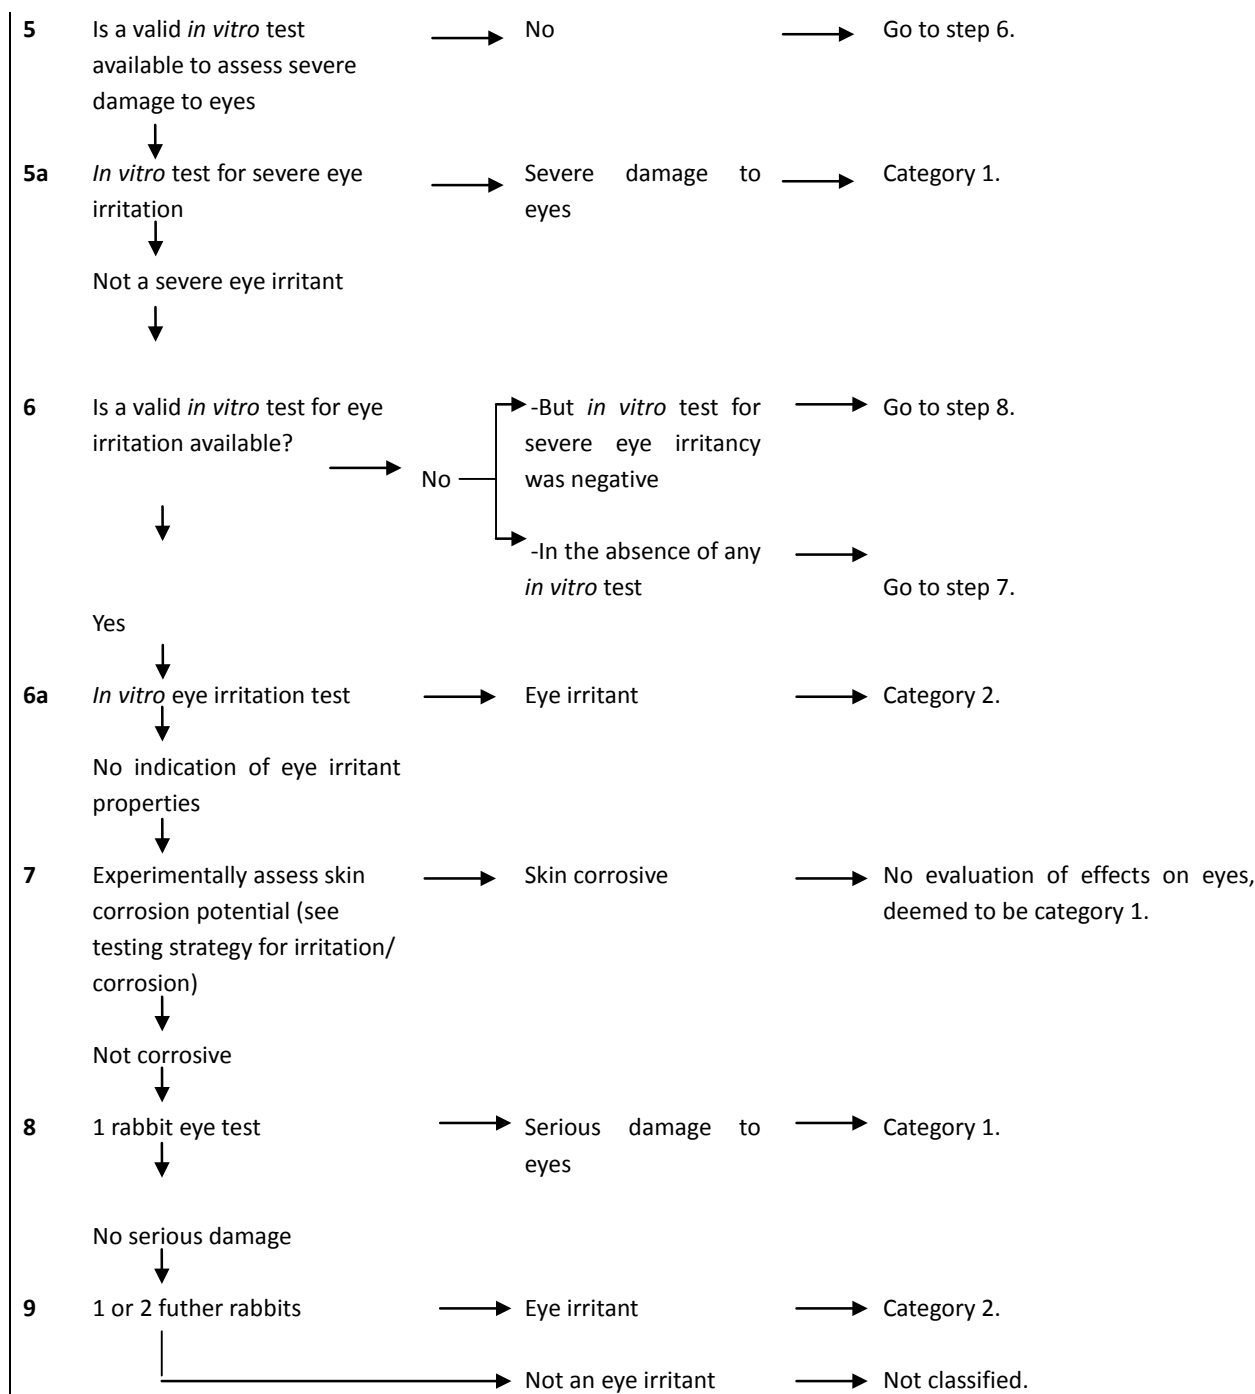 5 Is a valid in vitro test No Go to step 6.
available to assess severe
damage to eyes
5a In vitro test for severe eye Severe damage to Category 1.
irritation eyes
Not a severe eye irritant
6 Is a valid in vitro test for eye -But in vitro test for Go to step 8.
irritation available? severe eye irritancy
No was negative
-In the absence of any
in vitro test Go to step 7.
Yes
6a In vitro eye irritation test Eye irritant Category 2.
No indication of eye irritant
properties
7 Experimentally assess skin Skin corrosive No evaluation of effects on eyes,
corrosion potential (see deemed to be category 1.
testing strategy for irritation/
corrosion)
Not corrosive
8 1 rabbit eye test Serious damage to Category 1.
eyes
No serious damage
9 1 or 2 futher rabbits Eye irritant Category 2.
Not an eye irritant Not classified.